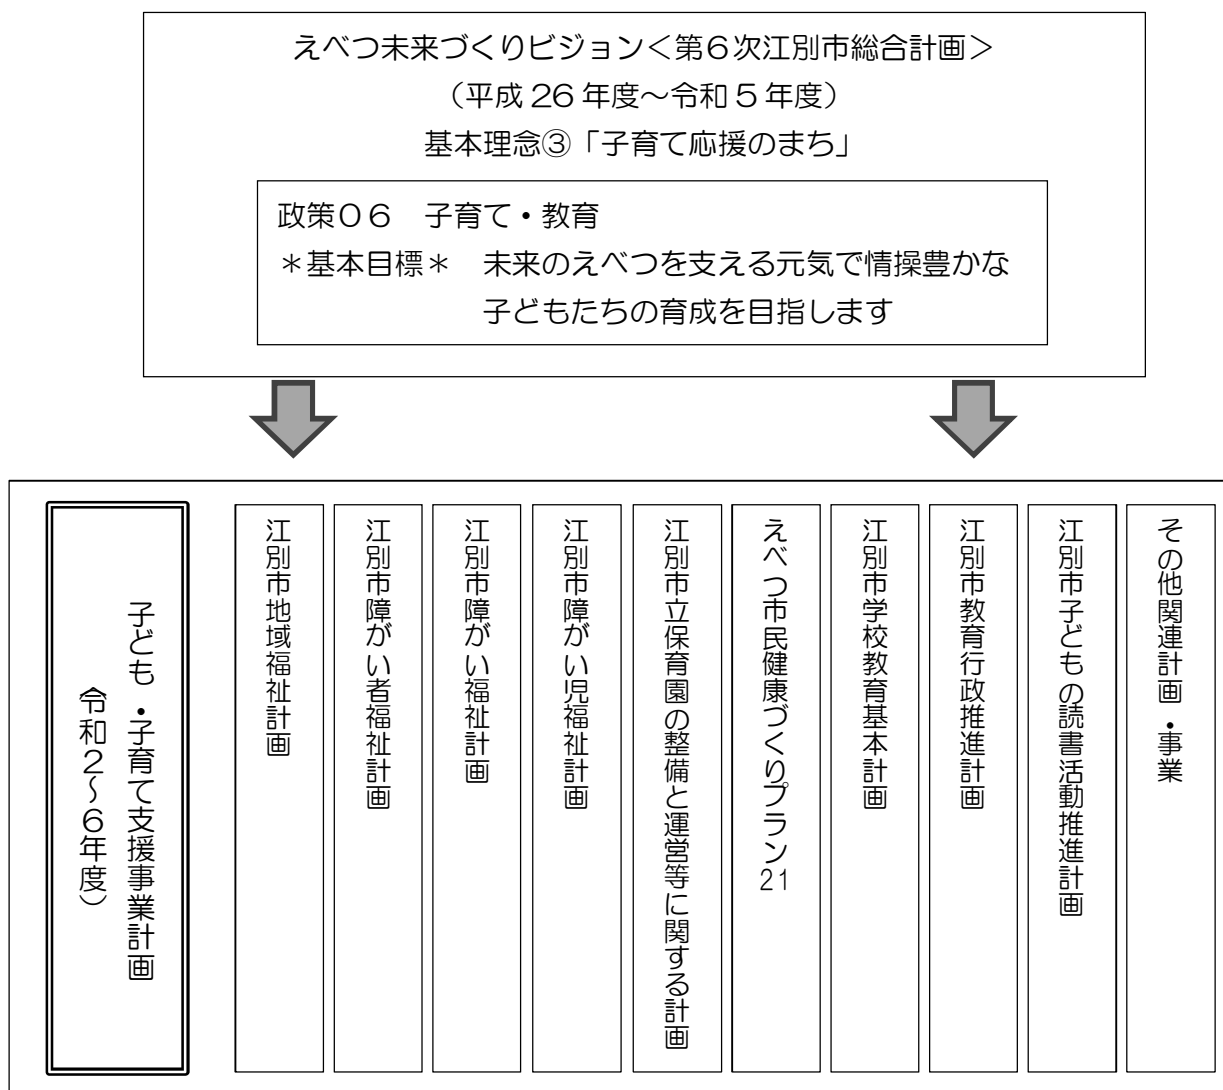 えべつ未来づくりビジョン＜第６次江別市総合計画＞
（平成 26 年度～令和 5 年度）
基本理念③「子育て応援のまち」
政策０６　子育て・教育
＊基本目標＊　未来のえべつを支える元気で情操豊かな
子どもたちの育成を目指します
子ども・子育て支援事業計画
令和２～６年度）
江別市地域福祉計画
江別市障がい者福祉計画
江別市障がい福祉計画
江別市障がい児福祉計画
江別市立保育園の整備と運営等に関する計画
えべつ市民健康づくりプラン21
江別市学校教育基本計画
江別市教育行政推進計画
江別市子どもの読書活動推進計画
その他関連計画・事業